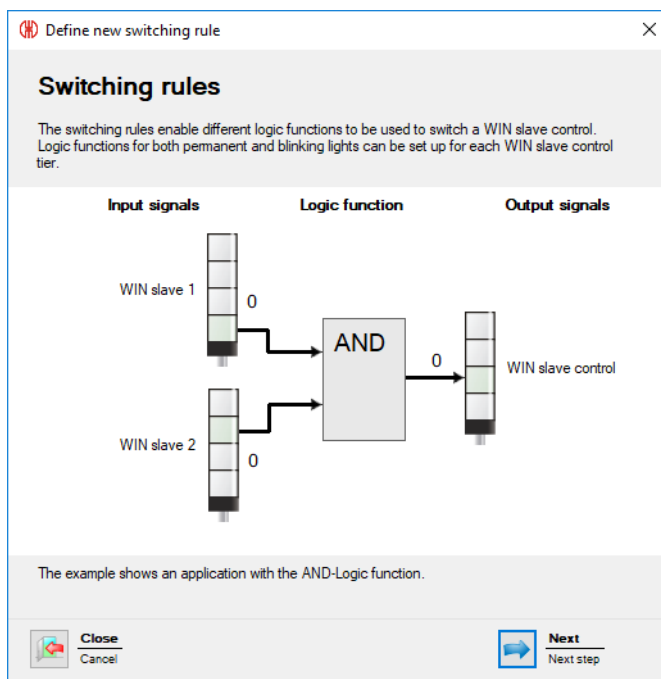 Define new switching rule
Switching rules
The switching rules enable different logic functions to be used to switch a WIN slave control.
Logic functions for both permanent and blinking lights can be set up for each WIN slave control
tier.
Input signals Logic function Output signals
WIN slave 1
0
AND
0
WIN slave control
WIN slave 2
0
The example shows an application with the AND-Logic function.
Close
Cancel
Next
Next step